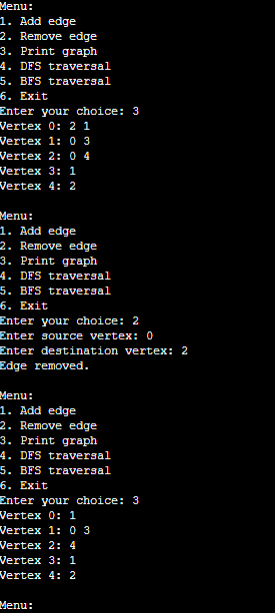 Menu:
1. Add edge
2. Remove edge
3. Print graph
4. DFS traversal
5. BFS traversal
6. Exit
Enter your choice: 3
Vertex 0: 2 1
Vertex 1: 0 3
Vertex 2: 0 4
Vertex 3: 1
Vertex 4: 2
Menu:
1. Add edge
2. Remove edge
3. Print graph
4. DFS traversal
5. BFS traversal
6. Exit
Enter your choice: 2
Enter source vertex: 0
Enter destination vertex: 2
Edge removed.
Menu:
1. Add edge
2. Remove edge
3. Print graph
4. DFS traversal
5. BFS traversal
6. Exit
Enter your choice: 3
Vertex 0: 1
Vertex 1: 0 3
Vertex 2: 4
Vertex 3: 1
Vertex 4: 2
Menu: